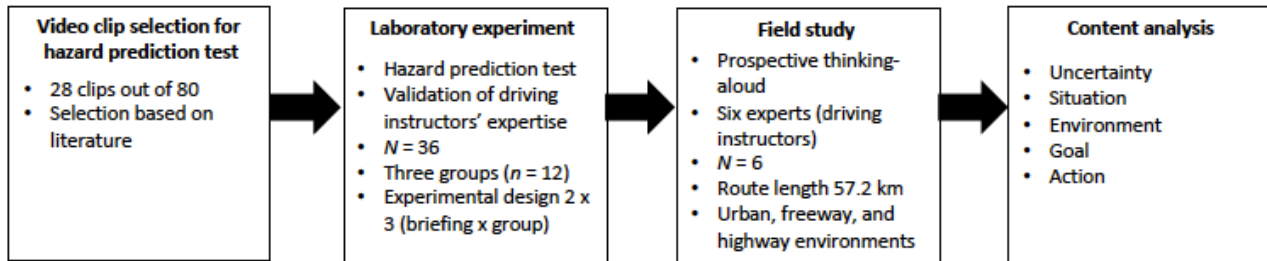 Video clip selection for
hazard prediction test
• 28 clips out of 80
• Selection based on
literature
Laboratory experiment
• Hazard prediction test
• Validation of driving
instructors' expertise
• N = 36
• Three groups (n = 12)
• Experimental design 2 x
3 (briefing x group)
Field study
• Prospective thinking-
aloud
• Six experts (driving
instructors)
• N = 6
• Route length 57.2 km
• Urban, freeway, and
highway environments
Content analysis
• Uncertainty
• Situation
• Environment
• Goal
• Action